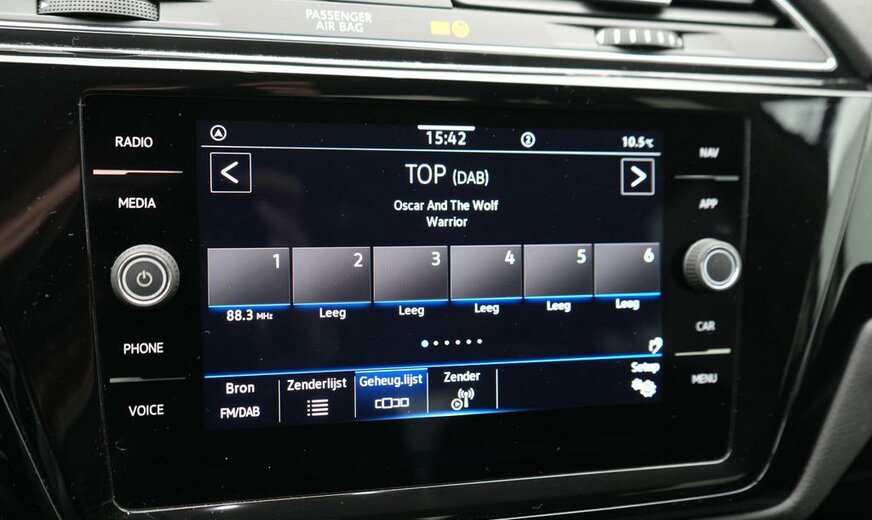 PASSENGER
AIR BAG
RADIO
MEDIA
PHONE
VOICE
15:42
2
10.5°C
<
TOP (DAB)
>
Oscar And The Wolf
Warrior
1 2 3 4 5 6
88.3 MHz Leeg Leeg Leeg Leeg Leeg
Bron
FM/DAB
Zenderlijst
Geheug.lijst
Zender
Setup
NAV
APP
CAR
MENU